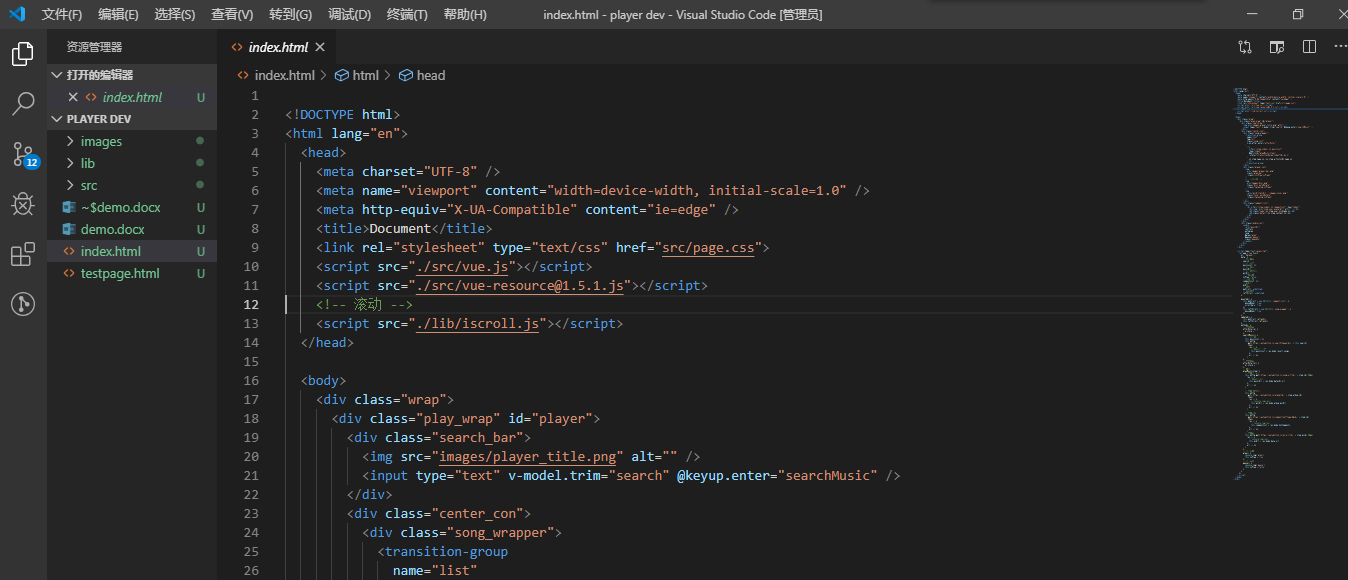 文件(F) 编辑(E) 选择(S) 查看(V) 转到(G) 调试(D) 终端(T) 帮助(H) index.html - player dev - Visual Studio Code [管理员]
资源管理器
打开的编辑器
index.html U
PLAYER DEV
images
lib
src
~$demo.docx U
demo.docx U
index.html U
testpage.html U
12
index.html
index.html > html > head
1
2 <!DOCTYPE html>
3 <html lang="en">
4 <head>
5 <meta charset="UTF-8" />
6 <meta name="viewport" content="width=device-width, initial-scale=1.0" />
7 <meta http-equiv="X-UA-Compatible" content="ie=edge" />
8 <title>Document</title>
9 <link rel="stylesheet" type="text/css" href="src/page.css">
10 <script src="./src/vue.js"></script>
11 <script src="./src/vue-resource@1.5.1.js"></script>
12 <!-- 滚动 -->
13 <script src="./lib/iscroll.js"></script>
14 </head>
15
16 <body>
17 <div class="wrap">
18 <div class="play_wrap" id="player">
19 <div class="search_bar">
20 <img src="images/player_title.png" alt="" />
21 <input type="text" v-model.trim="search" @keyup.enter="searchMusic" />
22 </div>
23 <div class="center_con">
24 <div class="song_wrapper">
25 <transition-group
26 name="list"